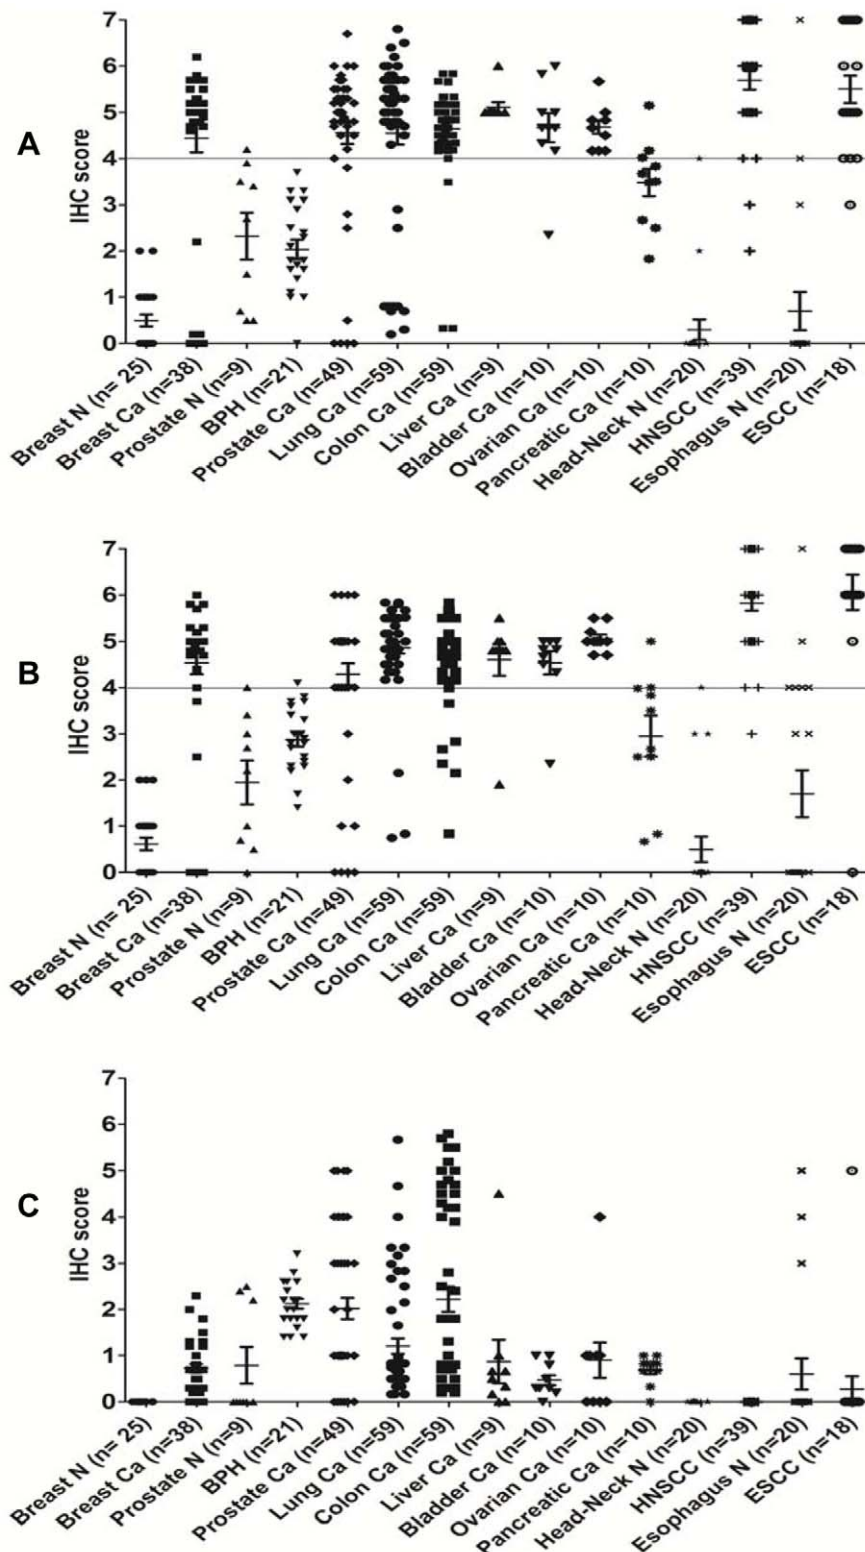 A
IHC score
7
6
5
4
3
2
1
0
Breast N (n= 25)
Breast Ca (n=38)
Prostate N (n=9)
BPH (n=21)
Prostate Ca (n=49)
Lung Ca (n=59)
Colon Ca (n=59)
Liver Ca (n=9)
Bladder Ca (n=10)
Ovarian Ca (n=10)
Pancreatic Ca (n=10)
Head-Neck N (n=20)
HNSCC (n=39)
Esophagus N (n=20)
ESCC (n=18)
B
IHC score
7
6
5
4
3
2
1
0
Breast N (n= 25)
Breast Ca (n=38)
Prostate N (n=9)
BPH (n=21)
Prostate Ca (n=49)
Lung Ca (n=59)
Colon Ca (n=59)
Liver Ca (n=9)
Bladder Ca (n=10)
Ovarian Ca (n=10)
Pancreatic Ca (n=10)
Head-Neck N (n=20)
HNSCC (n=39)
Esophagus N (n=20)
ESCC (n=18)
C
IHC score
7
6
5
4
3
2
1
0
Breast N (n= 25)
Breast Ca (n=38)
Prostate N (n=9)
BPH (n=21)
Prostate Ca (n=49)
Lung Ca (n=59)
Colon Ca (n=59)
Liver Ca (n=9)
Bladder Ca (n=10)
Ovarian Ca (n=10)
Pancreatic Ca (n=10)
Head-Neck N (n=20)
HNSCC (n=39)
Esophagus N (n=20)
ESCC (n=18)